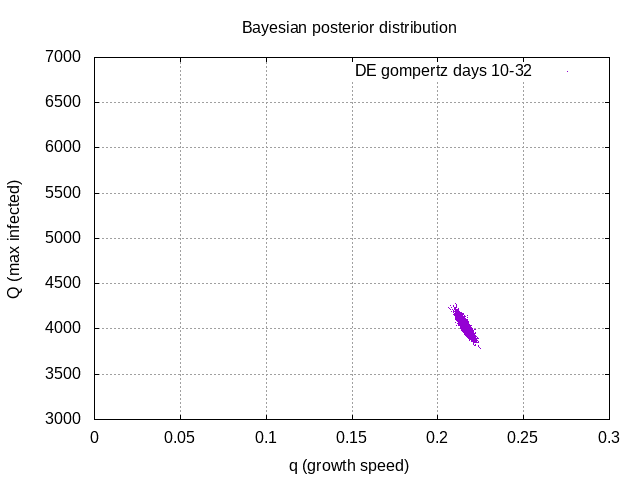 Bayesian posterior distribution
7000
6500
6000
5500
5000
4500
4000
3500
3000
Q (max infected)
DE gompertz days 10-32
0 0.05 0.1 0.15 0.2 0.25 0.3
q (growth speed)